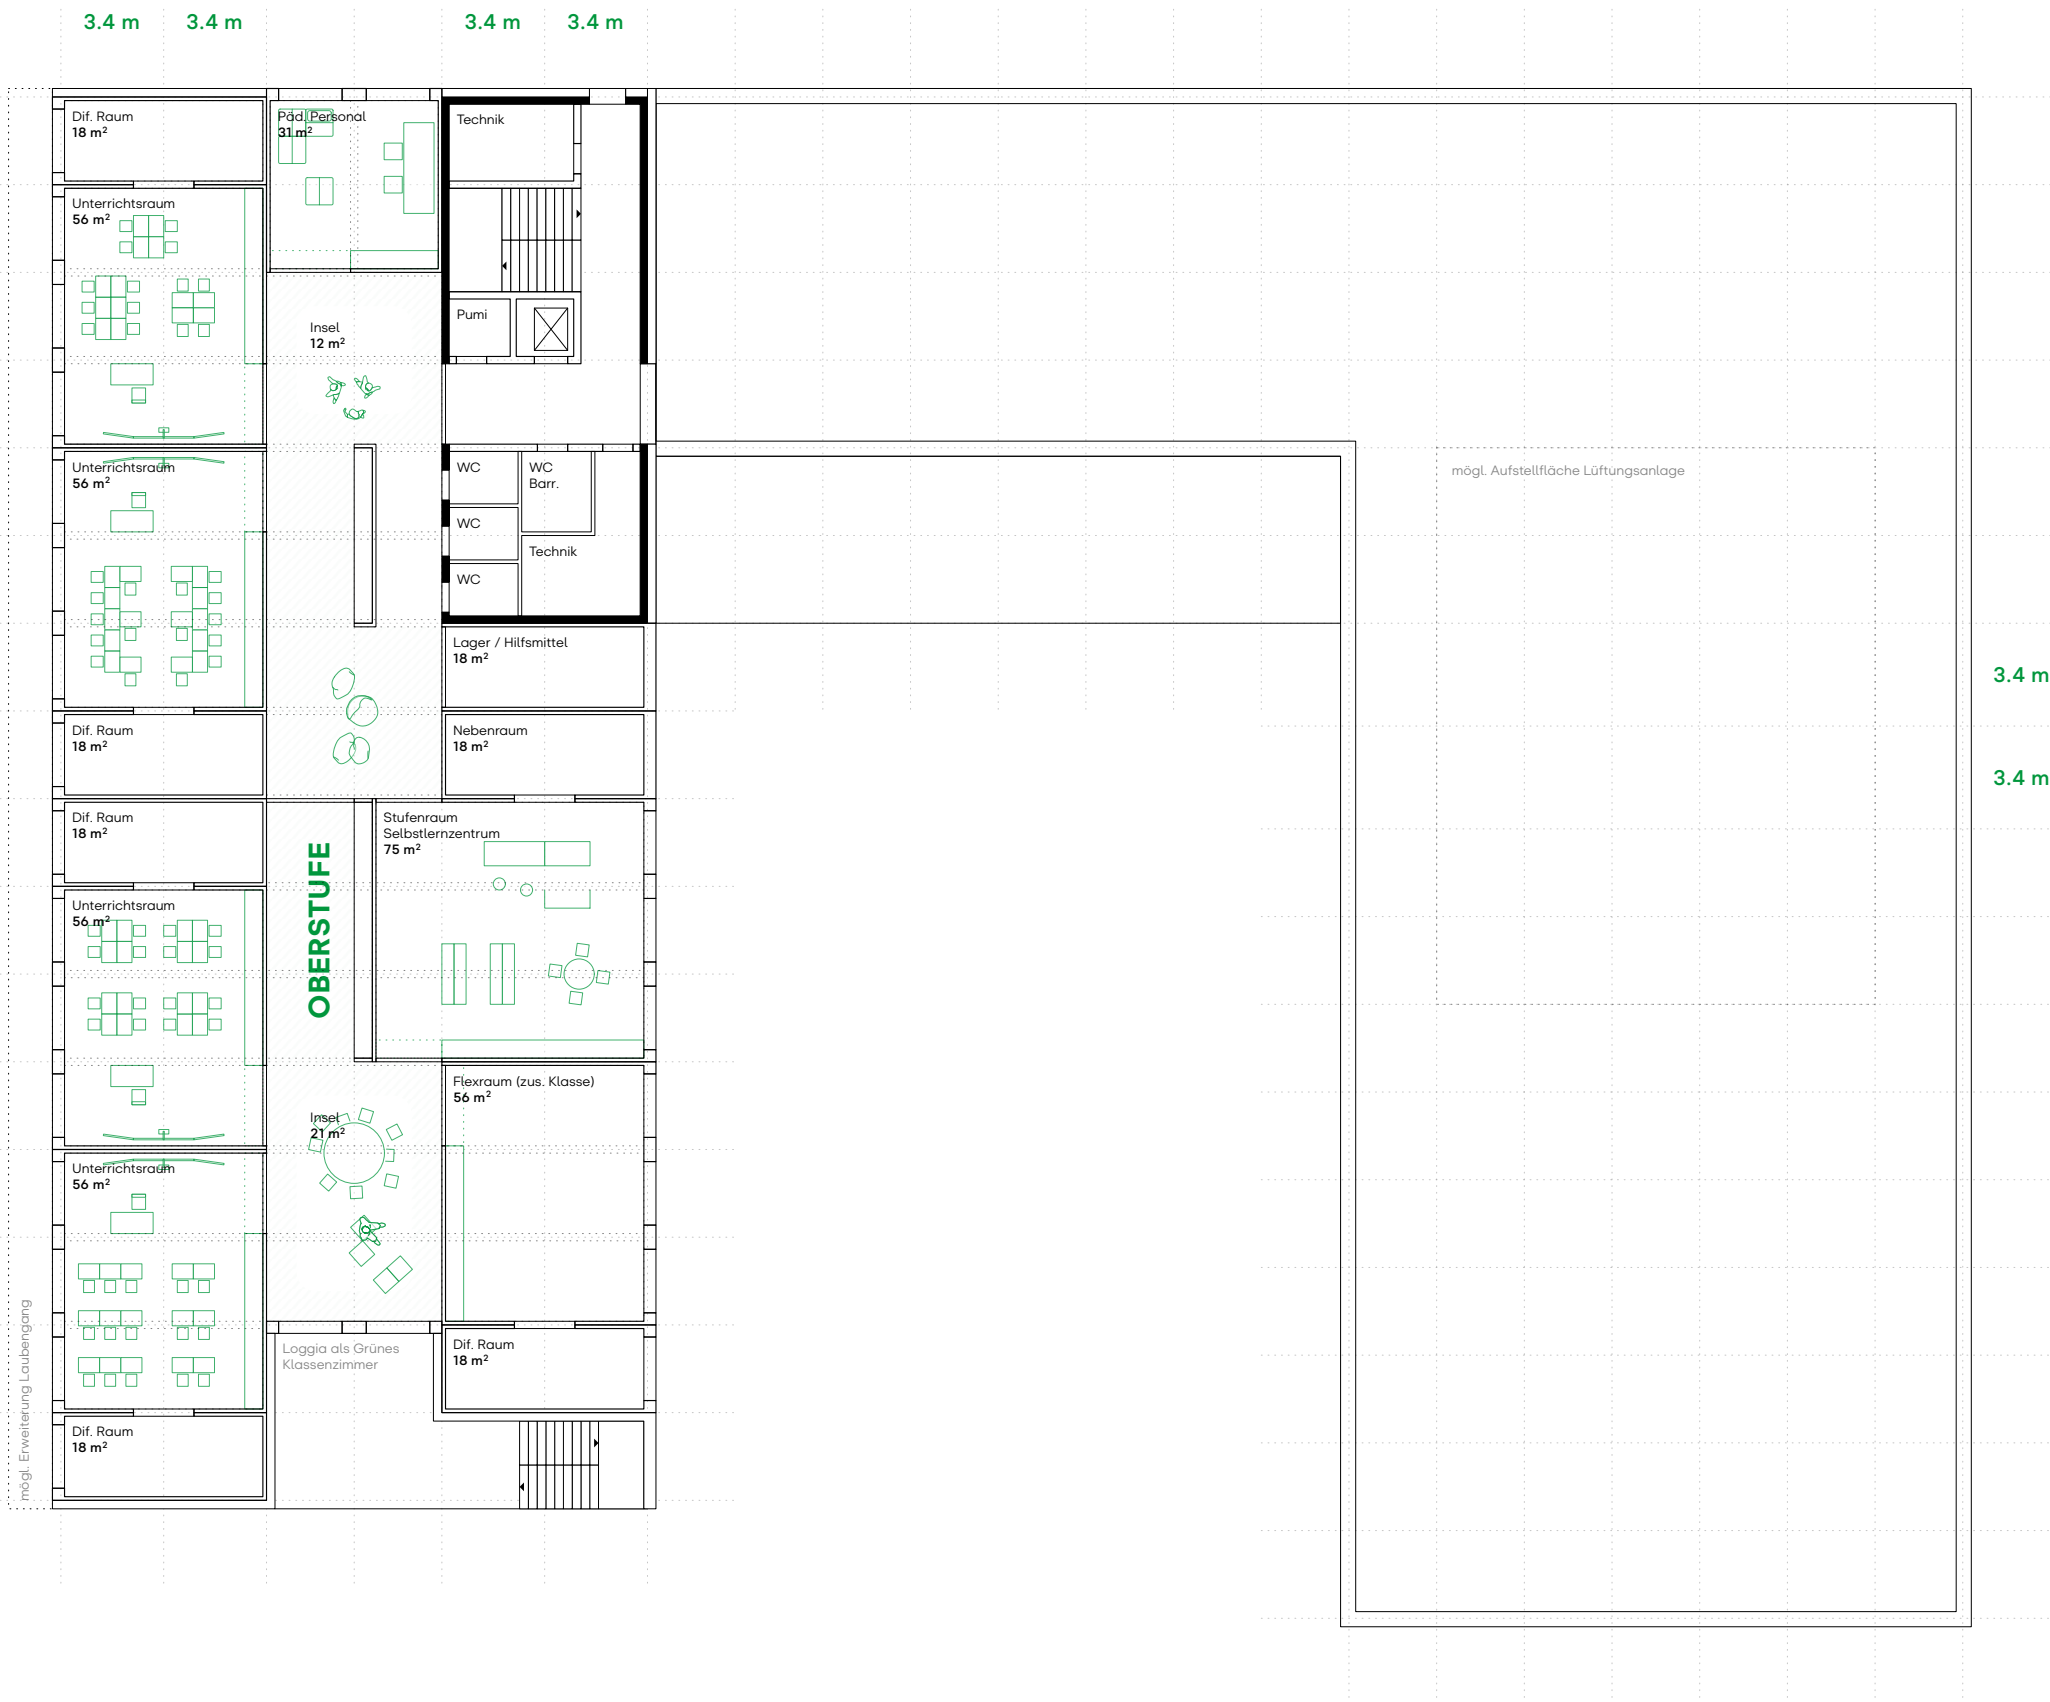 3.4 m
3.4 m
3.4 m
3.4 m
Dif. Raum
18 m²
Päd. Personal
31 m²
Technik
Unterrichtsraum
56 m²
Insel
12 m²
Pumi
Unterrichtsraum
56 m²
WC
WC
Barr.
WC
Technik
WC
mögl. Aufstellfläche Lüftungsanlage
Lager / Hilfsmittel
18 m²
3.4 m
Dif. Raum
18 m²
Nebenraum
18 m²
3.4 m
Dif. Raum
18 m²
OBERSTUFE
Stufenraum
Selbstlernzentrum
75 m²
Unterrichtsraum
56 m²
Insel
21 m²
Flexraum (zus. Klasse)
56 m²
Unterrichtsraum
56 m²
mögl. Erweiterung Laubengang
Loggia als Grünes
Klassenzimmer
Dif. Raum
18 m²
Dif. Raum
18 m²